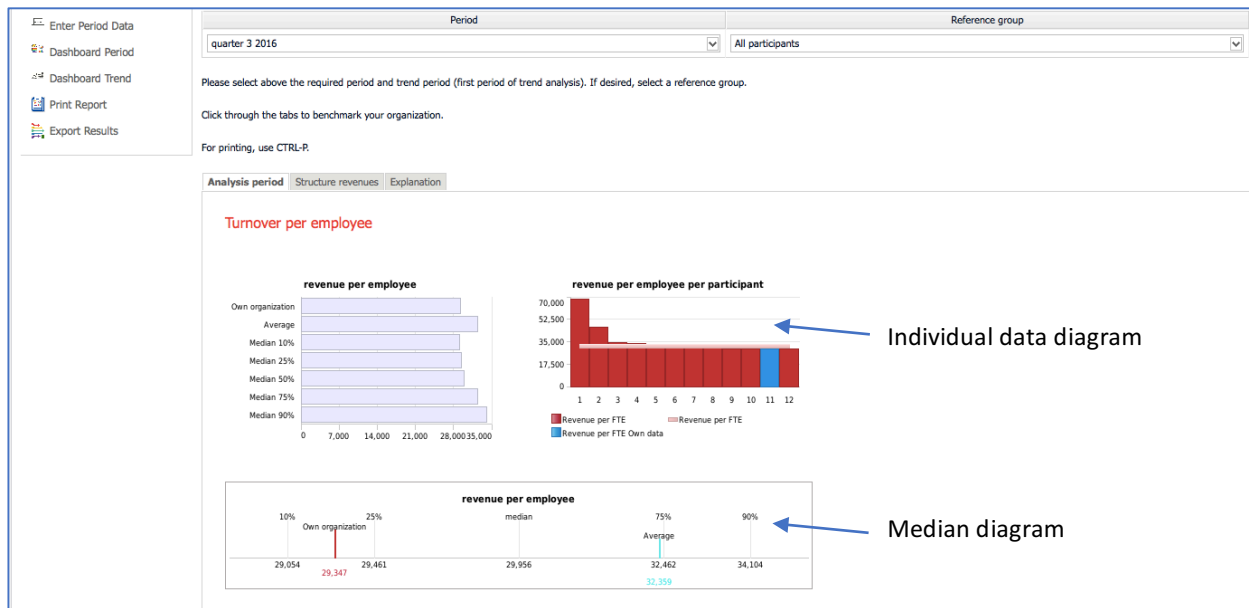 Enter Period Data
Dashboard Period
Dashboard Trend
Print Report
Export Results
Period Reference group
quarter 3 2016 All participants
Please select above the required period and trend period (first period of trend analysis). If desired, select a reference group.
Click through the tabs to benchmark your organization.
For printing, use CTRL-P.
Analysis period Structure revenues Explanation
Turnover per employee
revenue per employee
Own organization
Average
Median 10%
Median 25%
Median 50%
Median 75%
Median 90%
0 7,000 14,000 21,000 28,000 35,000
revenue per employee per participant
70,000
52,500
35,000
17,500
0
1 2 3 4 5 6 7 8 9 10 11 12
Revenue per FTE Revenue per FTE
Revenue per FTE Own data
Individual data diagram
revenue per employee
10% 25% median 75% 90%
Own organization
Average
29,054 29,461 29,956 32,462 34,104
29,347 32,359
Median diagram